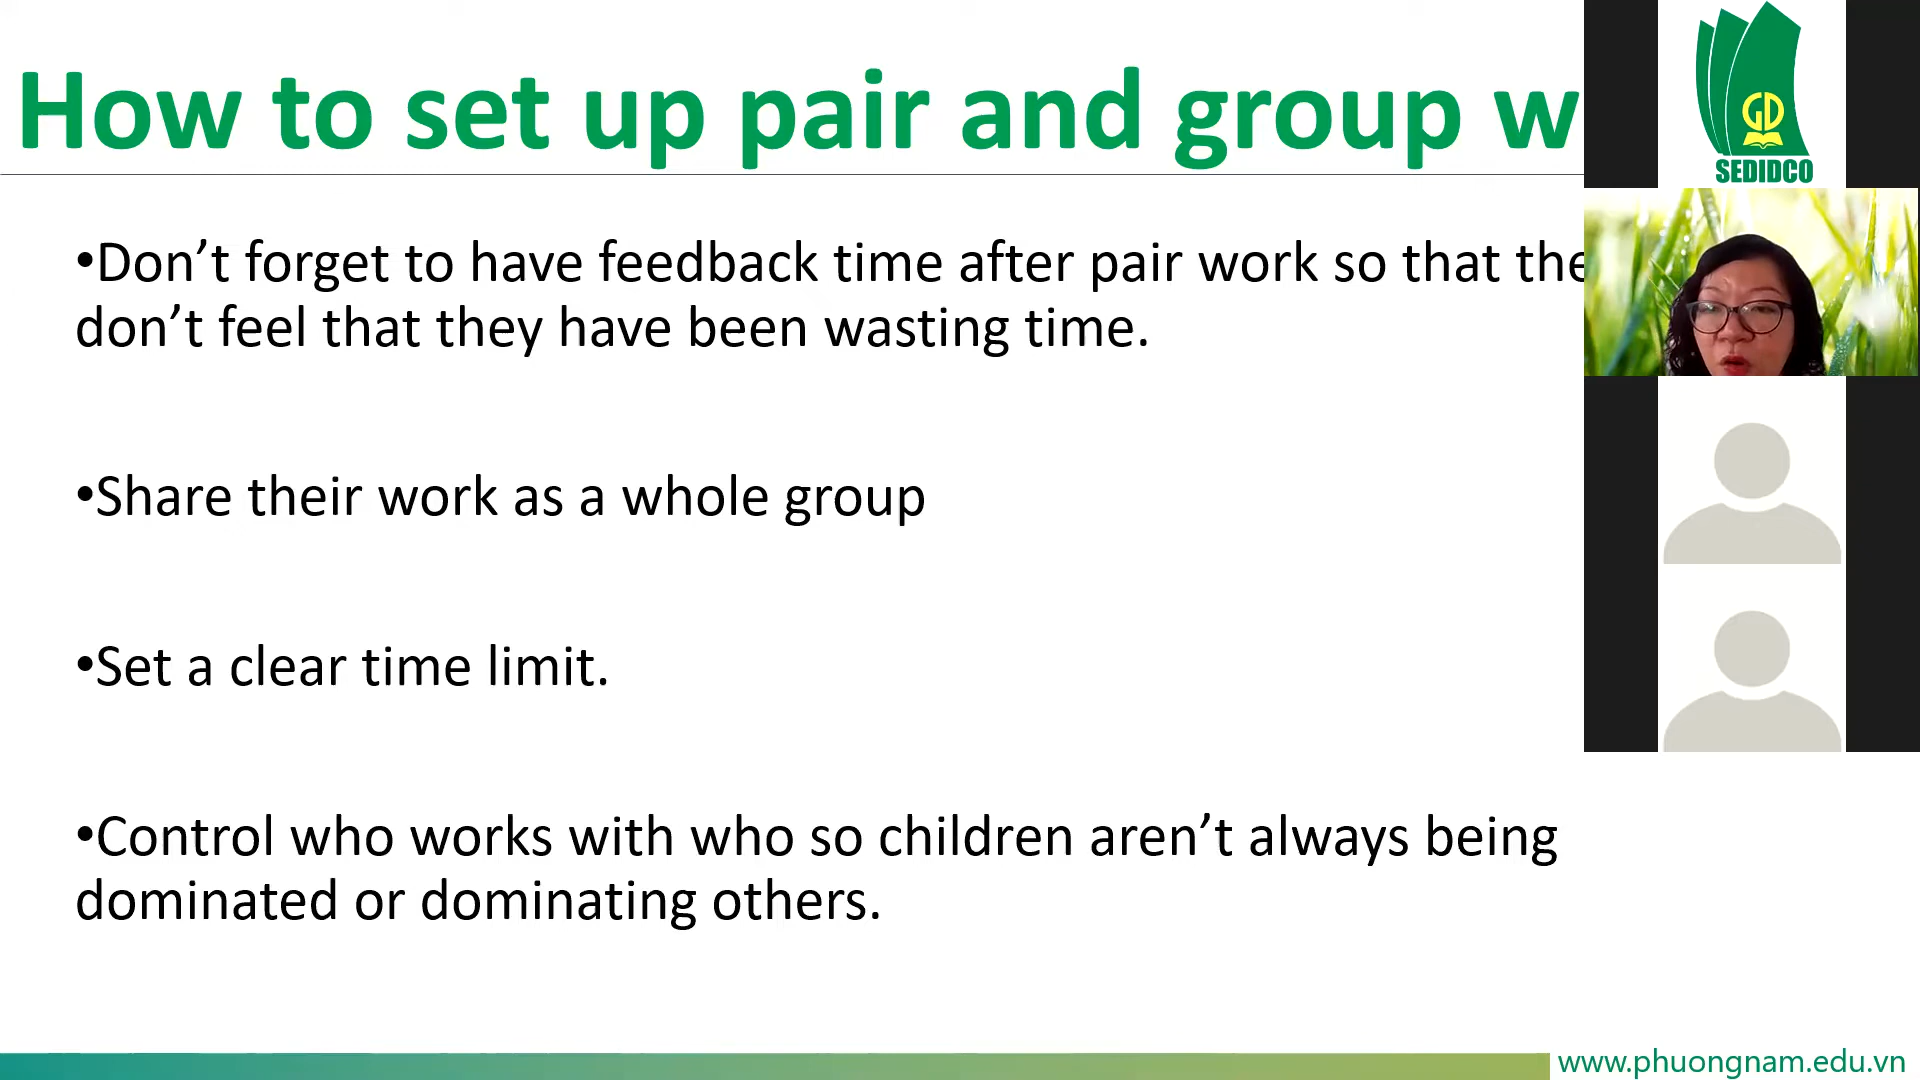 How to set up pair and group w
•Don’t forget to have feedback time after pair work so that the
don’t feel that they have been wasting time.
•Share their work as a whole group
•Set a clear time limit.
•Control who works with who so children aren’t always being
dominated or dominating others.
GD
SEDIDCO
www.phuongnam.edu.vn